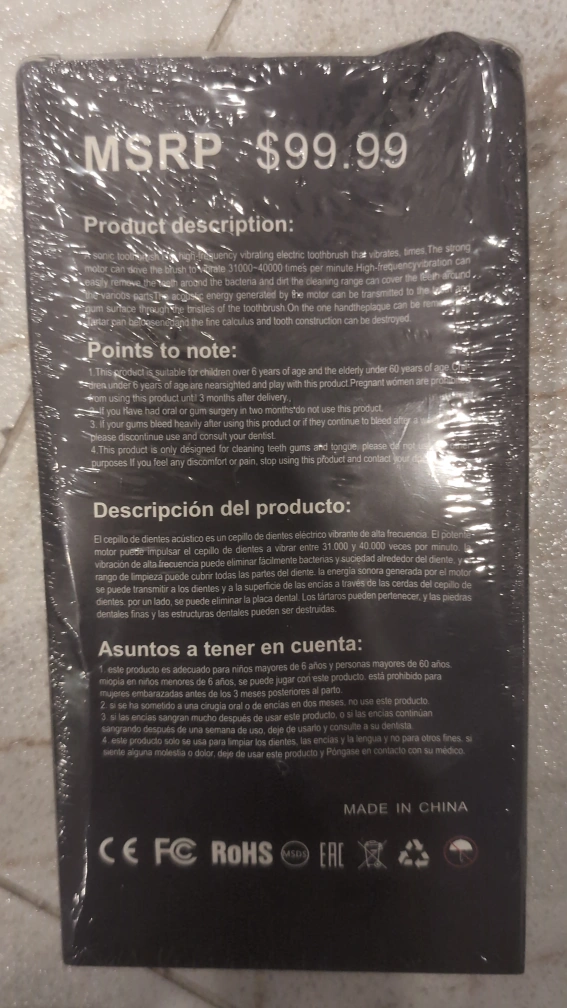 MSRP $99.99
Product description:
A sonic toothbrush high-frequency vibrating electric toothbrush that vibrates, times.The strong
motor can drive the brush to vibrate 31000~40000 times per minute.High-frequencyvibration can
easily remove the teeth around the bacteria and dirt the cleaning range can cover the teeth around
the various parts.The acoustic energy generated by the motor can be transmitted to the
gum surface through the bristles of the toothbrush.On the one handtheplaque can be
the fine calculus and tooth construction can be destroyed.
Points to note:
1.This product is suitable for children over 6 years of age and the elderly under 60 years of age
dren under 6 years of age are nearsighted and play with this product.Pregnant women are
from using this product until 3 months after delivery.,
2. If you have had oral or gum surgery in two months*do not use this product.
3. if your gums bleed heavily after using this product or if they continue to bleed after a
please discontinue use and consult your dentist.
4.This product is only designed for cleaning teeth gums and tongue, please do not
purposes If you feel any discomfort or pain, stop using this product and contact your
Descripción del producto:
El cepillo de dientes acústico es un cepillo de dientes eléctrico vibrante de alta frecuencia. El potente
motor puede impulsar el cepillo de dientes a vibrar entre 31.000 y 40.000 veces por minuto. la
vibración de alta frecuencia puede eliminar fácilmente bacterias y suciedad alrededor del diente, y
rango de limpieza puede cubrir todas las partes del diente. la energía sonora generada por el motor
se puede transmitir a los dientes y a la superficie de las encías a través de las cerdas del cepillo de
dientes, por un lado, se puede eliminar la placa dental. Los tártaros pueden pertenecer, y las piedras
dentales finas y las estructuras dentales pueden ser destruidas.
Asuntos a tener en cuenta:
1. este producto es adecuado para niños mayores de 6 años y personas mayores de 60 años.
miopía en niños menores de 6 años, se puede jugar con este producto. está prohibido para
mujeres embarazadas antes de los 3 meses posteriores al parto.
2. si se ha sometido a una cirugía oral o de encías en dos meses, no use este producto.
3. si las encías sangran mucho después de usar este producto, o si las encías continúan
sangrando después de una semana de uso, deje de usarlo y consulte a su dentista.
4. este producto solo se usa para limpiar los dientes, las encías y la lengua y no para otros fines. si
siente alguna molestia o dolor, deje de usar este producto y Póngase en contacto con su médico.
MADE IN CHINA
CE FC RoHS MSDS EAC